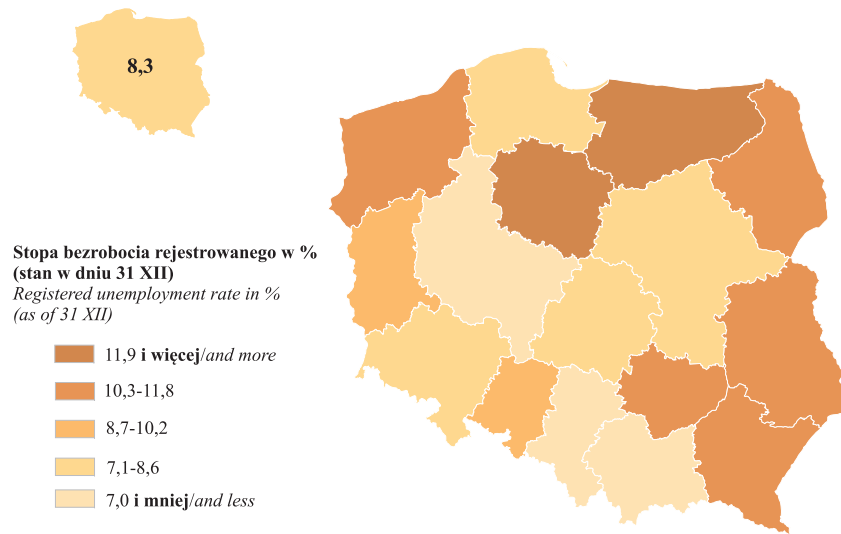 8,3
Stopa bezrobocia rejestrowanego w %
(stan w dniu 31 XII)
Registered unemployment rate in %
(as of 31 XII)
11,9 i więcej/and more
10,3-11,8
8,7-10,2
7,1-8,6
7,0 i mniej/and less